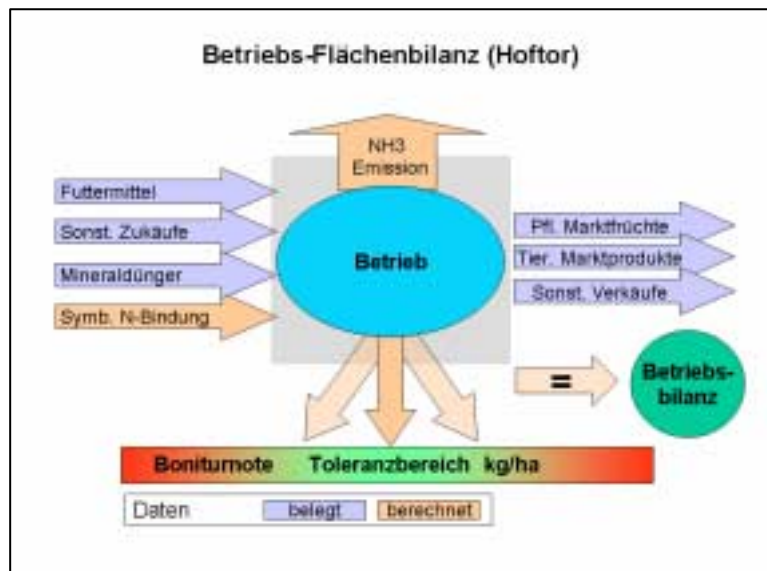 Betriebs-Flächenbilanz (Hoftor)
NH3
Emission
Futtermittel
Sonst. Zukäufe
Mineraldünger
Symb. N-Bindung
Betrieb
Pfl. Marktfrüchte
Tier. Marktprodukte
Sonst. Verkäufe
=
Betriebs-
bilanz
Boniturnote Toleranzbereich kg/ha
Daten belegt berechnet